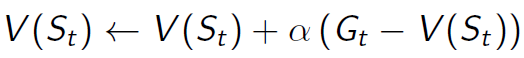 V(S_t) ← V(S_t) + α (G_t − V(S_t))